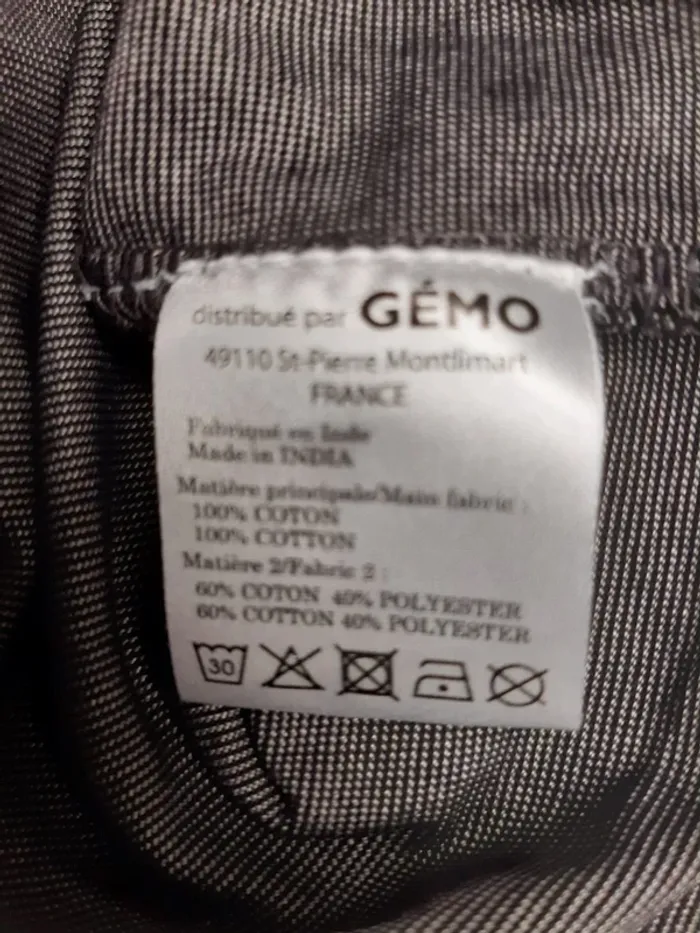 distribué par GÉMO
49110 St-Pierre Montlimart
FRANCE
Fabriqué en Inde
Made in INDIA
Matière principale/Main fabric :
100% COTON
100% COTTON
Matière 2/Fabric 2 :
60% COTON 40% POLYESTER
60% COTTON 40% POLYESTER
30